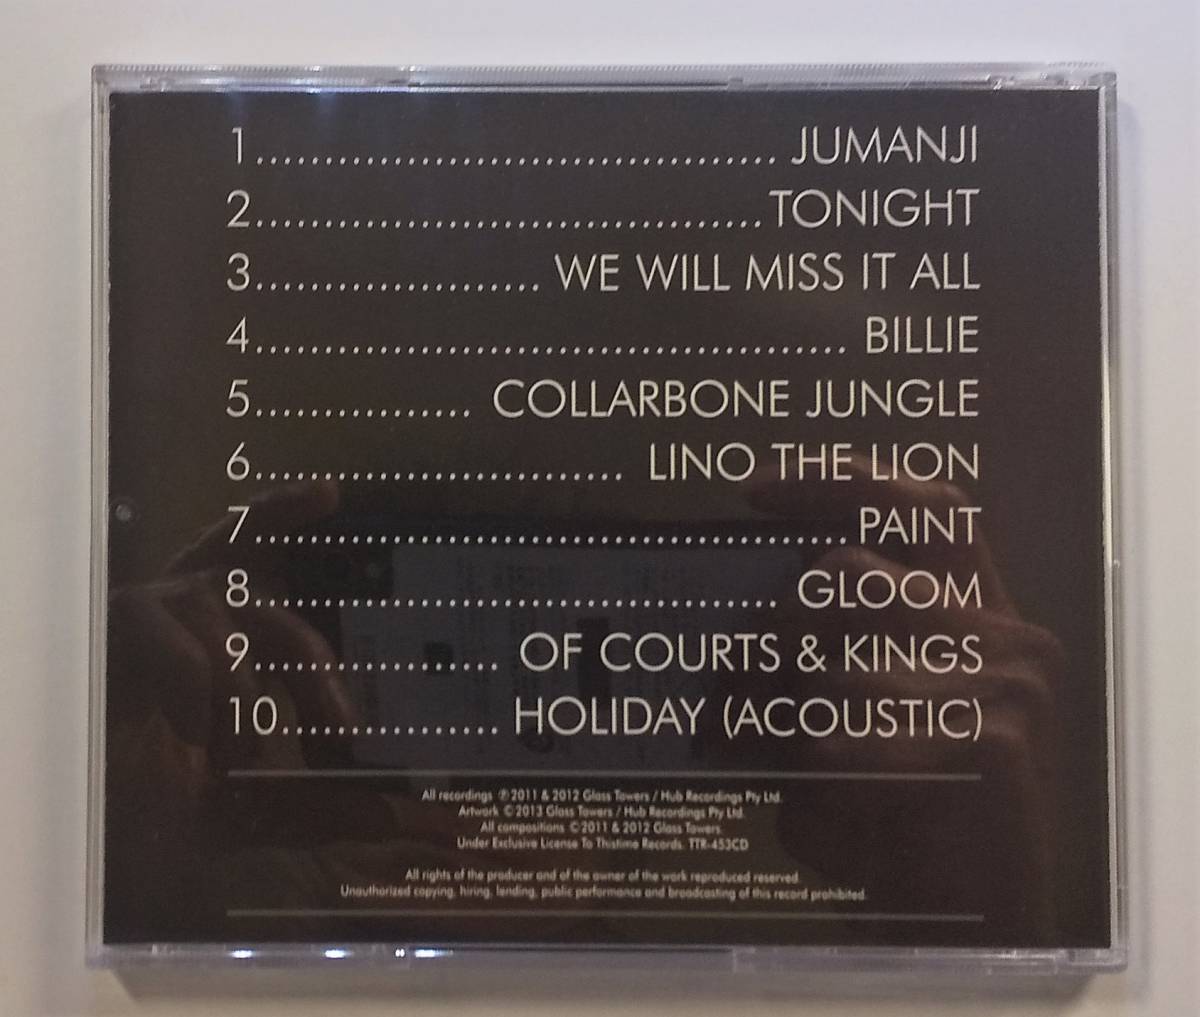 1....................................... JUMANJI
2......................................TONIGHT
3..................... WE WILL MISS IT ALL
4............................................ BILLIE
5................ COLLARBONE JUNGLE
6............................ LINO THE LION
7.............................................PAINT
8....................................... GLOOM
9................... OF COURTS & KINGS
10................ HOLIDAY (ACOUSTIC)
All recordings ℗2011 & 2012 Glass Towers / Hub Recordings Pty Ltd.
Artwork ©2013 Glass Towers / Hub Recordings Pty Ltd.
All compositions ©2011 & 2012 Glass Towers.
Under Exclusive License To Thistime Records. TTR-453CD
All rights of the producer and of the owner of the work reproduced reserved.
Unauthorized copying, hiring, lending, public performance and broadcasting of this record prohibited.